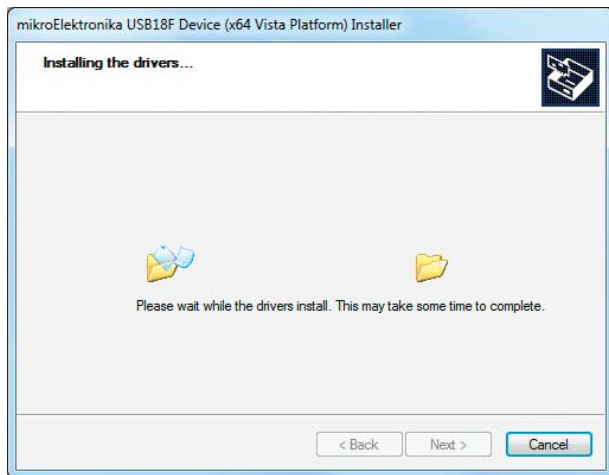 mikroElektronika USB18F Device (x64 Vista Platform) Installer
Installing the drivers...
Please wait while the drivers install. This may take some time to complete.
< Back
Next >
Cancel